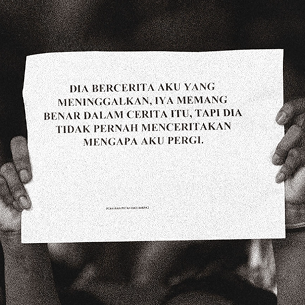 DIA BERCERITA AKU YANG
MENINGGALKAN, IYA MEMANG
BENAR DALAM CERITA ITU, TAPI DIA
TIDAK PERNAH MENCERITAKAN
MENGAPA AKU PERGI.